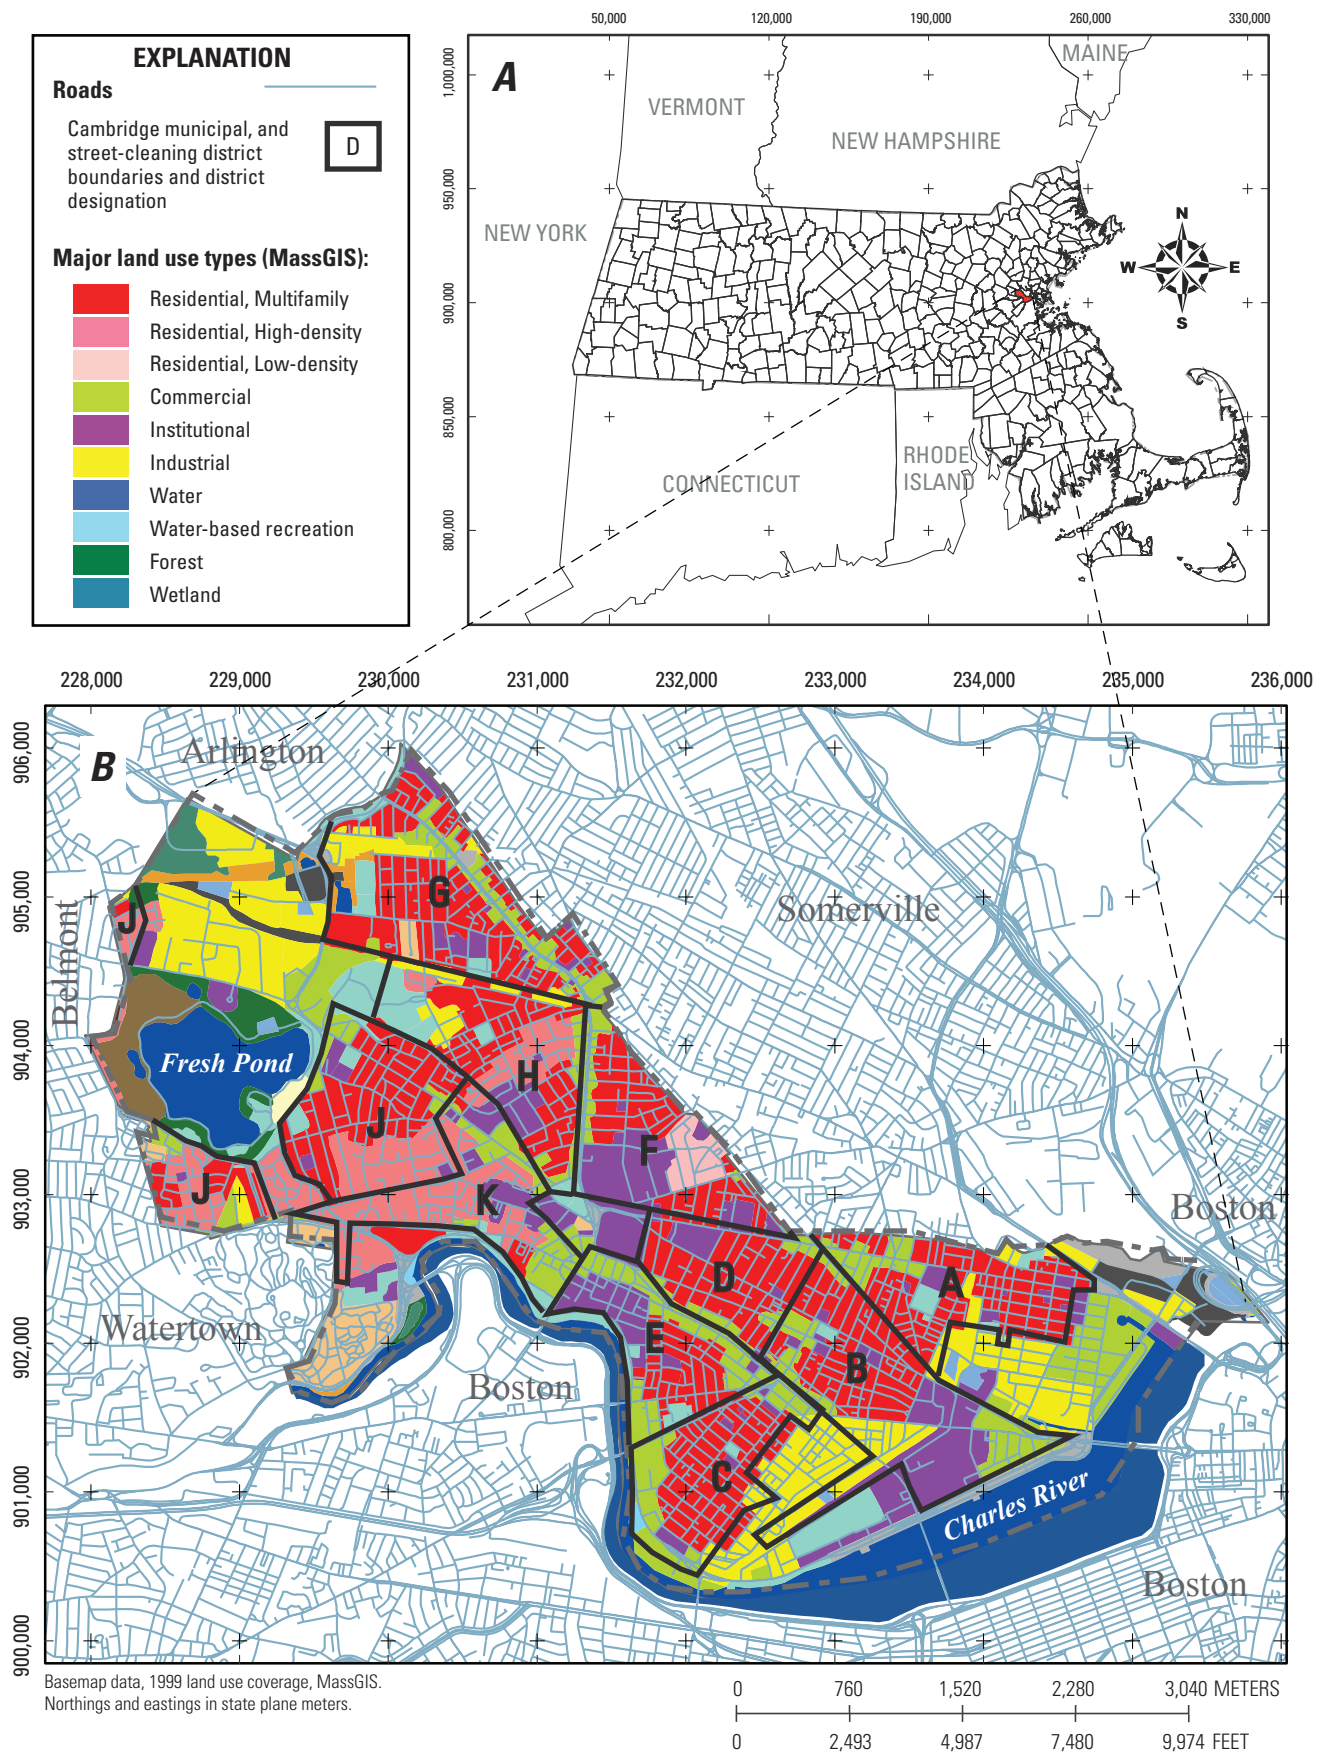 EXPLANATION
Roads
Cambridge municipal, and
street-cleaning district
boundaries and district
designation
D
Major land use types (MassGIS):
Residential, Multifamily
Residential, High-density
Residential, Low-density
Commercial
Institutional
Industrial
Water
Water-based recreation
Forest
Wetland
50,000 120,000 190,000 260,000 330,000
1,000,000
950,000
900,000
850,000
800,000
A
MAINE
VERMONT
NEW HAMPSHIRE
NEW YORK
N
W E
S
RHODE
ISLAND
CONNECTICUT
228,000 229,000 230,000 231,000 232,000 233,000 234,000 235,000 236,000
906,000
905,000
904,000
903,000
902,000
901,000
900,000
B
Arlington
G
Somerville
J
Belmont
Fresh Pond
H
J
F
J
K
Boston
D
A
Watertown
E
B
Boston
C
Charles River
Boston
Basemap data, 1999 land use coverage, MassGIS.
Northings and eastings in state plane meters.
0 760 1,520 2,280 3,040 METERS
0 2,493 4,987 7,480 9,974 FEET